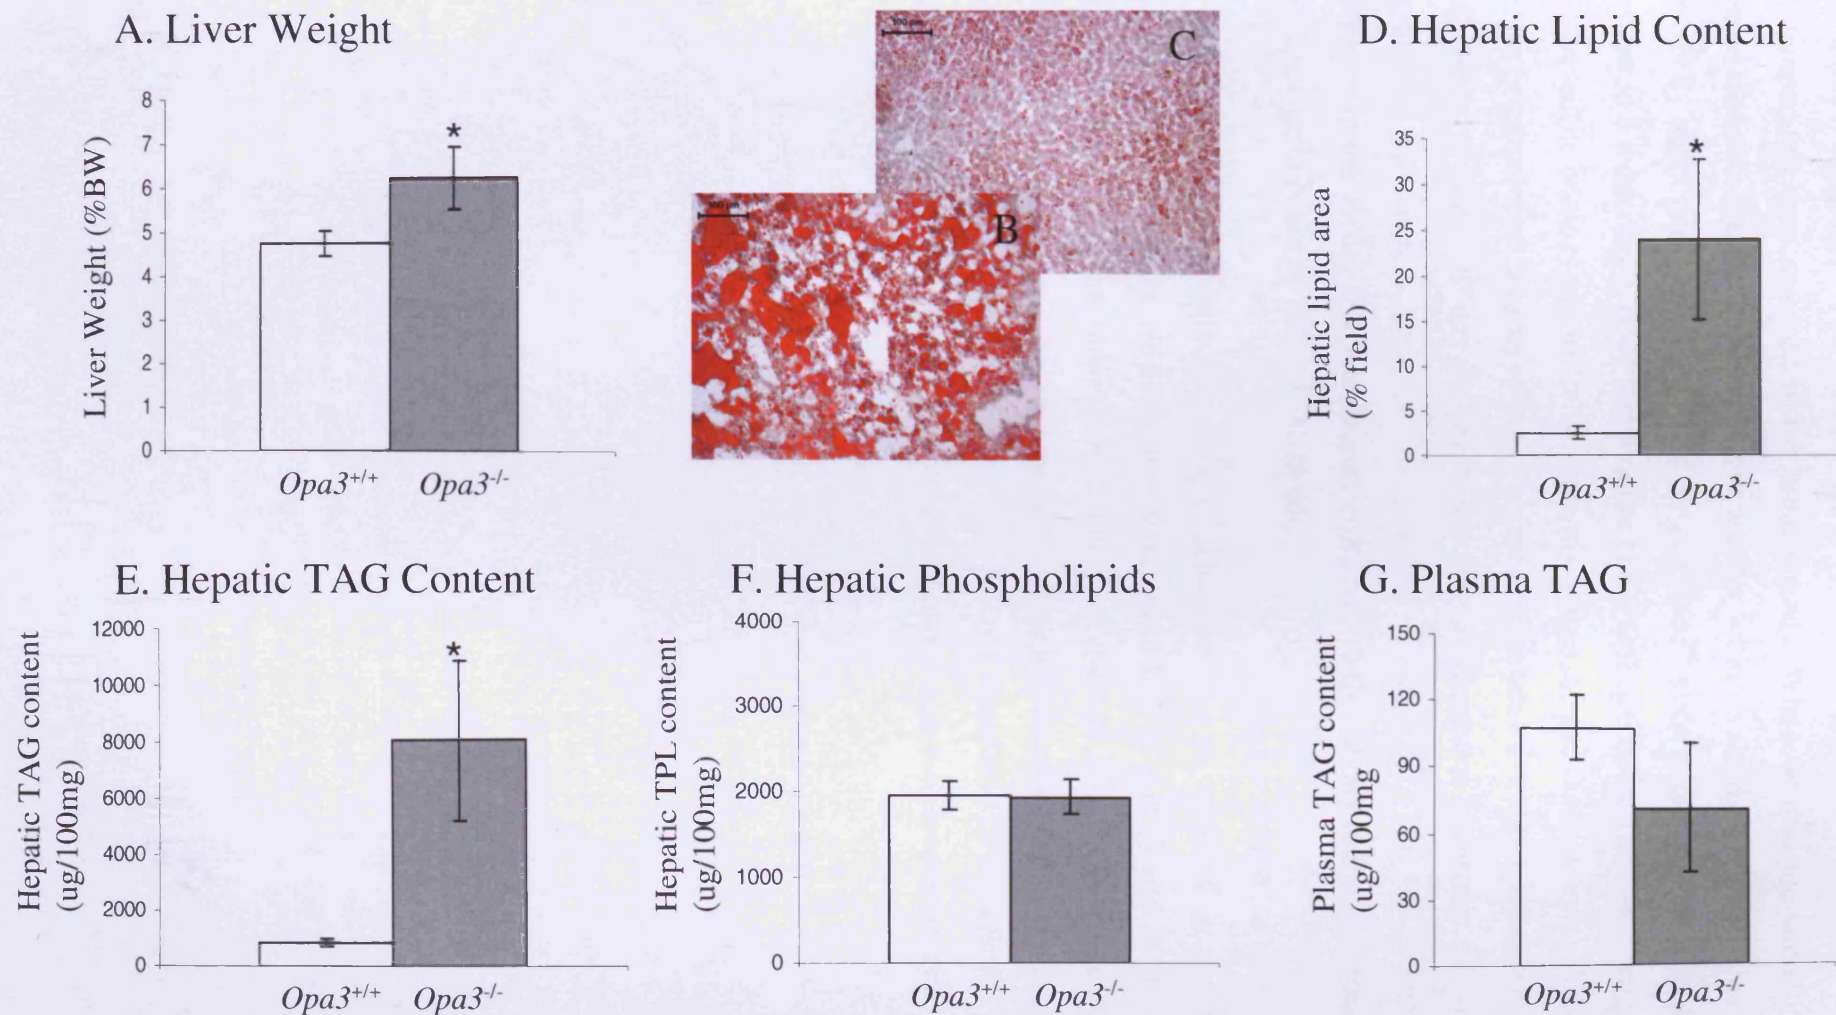 A. Liver Weight
Liver Weight (%BW)
8
7
6
5
4
3
2
1
0
*
Opa3+/+ Opa3-/-
100 µm
C
100 µm
B
D. Hepatic Lipid Content
Hepatic lipid area
(% field)
35
30
25
20
15
10
5
0
*
Opa3+/+ Opa3-/-
E. Hepatic TAG Content
Hepatic TAG content
(ug/100mg)
12000
10000
8000
6000
4000
2000
0
*
Opa3+/+ Opa3-/-
F. Hepatic Phospholipids
Hepatic TPL content
(ug/100mg)
4000
3000
2000
1000
0
Opa3+/+ Opa3-/-
G. Plasma TAG
Plasma TAG content
(ug/100mg
150
120
90
60
30
0
Opa3+/+ Opa3-/-